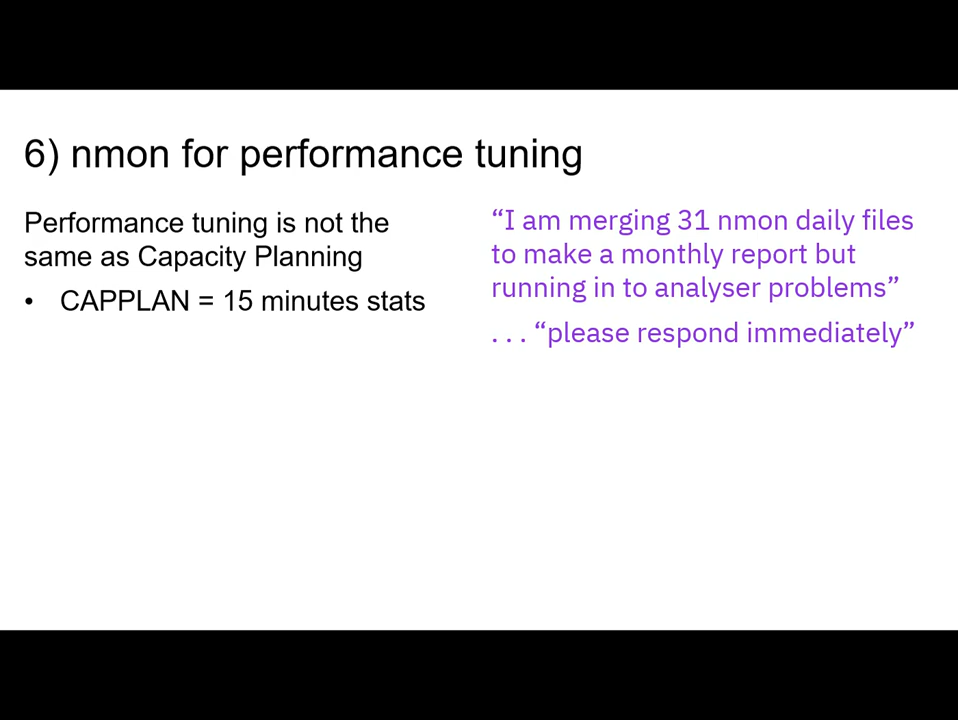 6) nmon for performance tuning
Performance tuning is not the
same as Capacity Planning
• CAPPLAN = 15 minutes stats
“I am merging 31 nmon daily files
to make a monthly report but
running in to analyser problems”
. . . “please respond immediately”